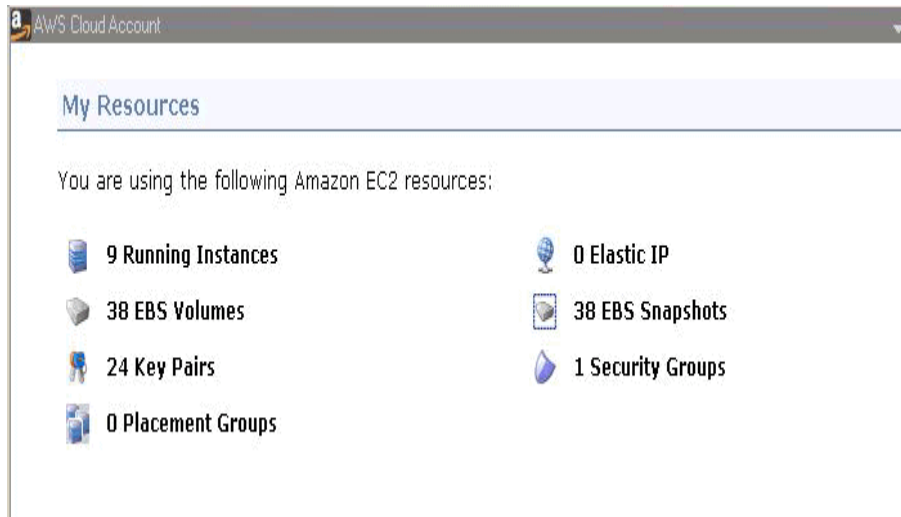 AWS Cloud Account
My Resources
You are using the following Amazon EC2 resources:
9 Running Instances
0 Elastic IP
38 EBS Volumes
38 EBS Snapshots
24 Key Pairs
1 Security Groups
0 Placement Groups